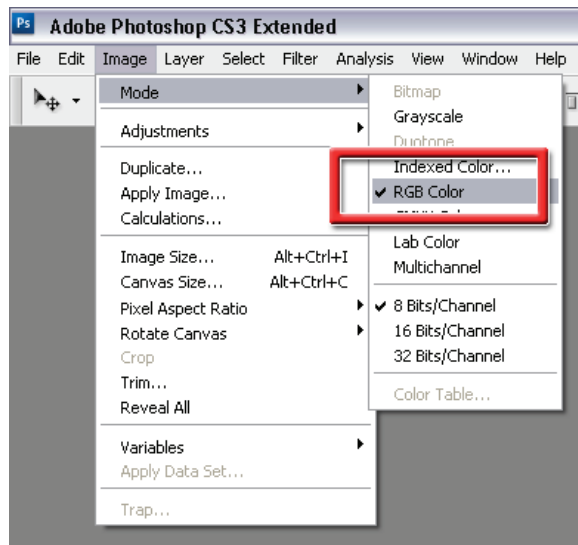 Ps Adobe Photoshop CS3 Extended
File Edit Image Layer Select Filter Analysis View Window Help
Mode
Adjustments
Duplicate...
Apply Image...
Calculations...
Image Size... Alt+Ctrl+I
Canvas Size... Alt+Ctrl+C
Pixel Aspect Ratio
Rotate Canvas
Crop
Trim...
Reveal All
Variables
Apply Data Set...
Trap...
Bitmap
Grayscale
Duotone
Indexed Color...
RGB Color
Lab Color
Multichannel
8 Bits/Channel
16 Bits/Channel
32 Bits/Channel
Color Table...